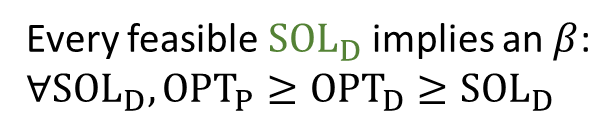 Every feasible SOL_D implies an β:
∀SOL_D, OPT_P ≥ OPT_D ≥ SOL_D